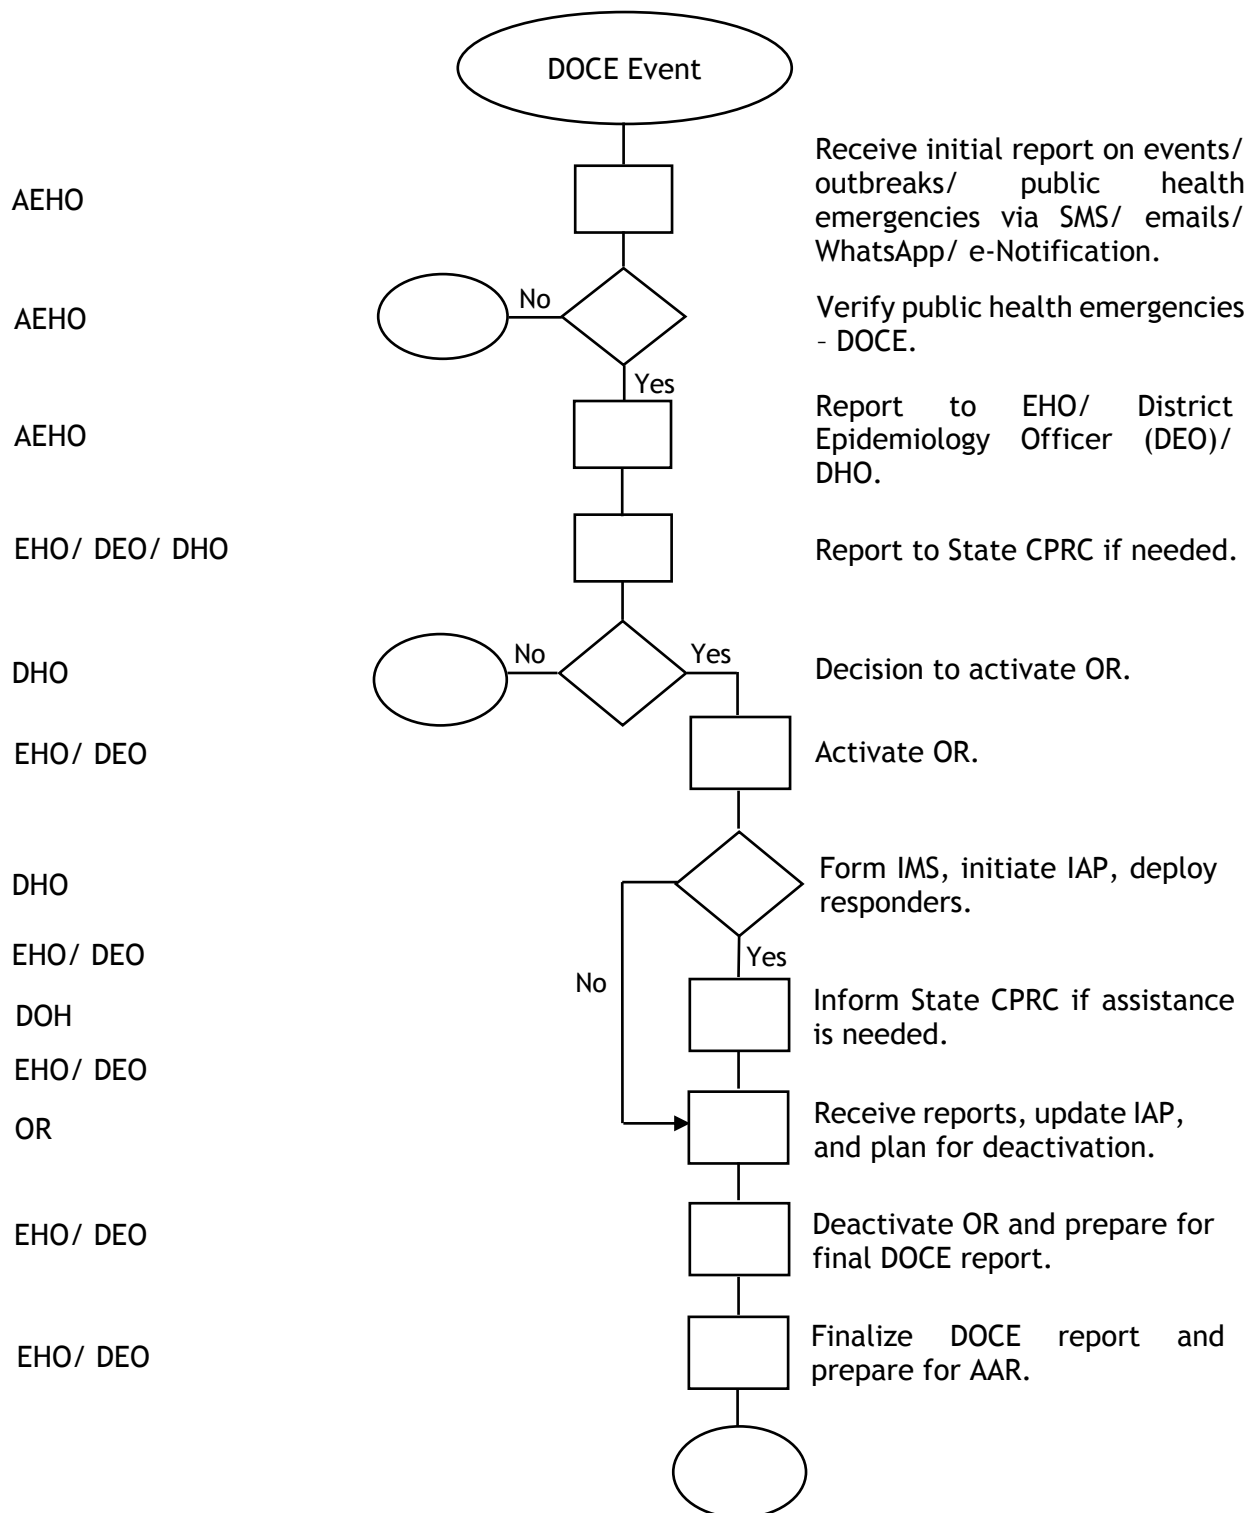 DOCE Event
AEHO
Receive initial report on events/
outbreaks/ public health
emergencies via SMS/ emails/
WhatsApp/ e-Notification.
AEHO
No
Verify public health emergencies
– DOCE.
Yes
AEHO
Report to EHO/ District
Epidemiology Officer (DEO)/
DHO.
EHO/ DEO/ DHO
Report to State CPRC if needed.
DHO
No
Yes
Decision to activate OR.
EHO/ DEO
Activate OR.
DHO
Form IMS, initiate IAP, deploy
responders.
EHO/ DEO
Yes
No
DOH
Inform State CPRC if assistance
is needed.
EHO/ DEO
OR
Receive reports, update IAP,
and plan for deactivation.
EHO/ DEO
Deactivate OR and prepare for
final DOCE report.
EHO/ DEO
Finalize DOCE report and
prepare for AAR.